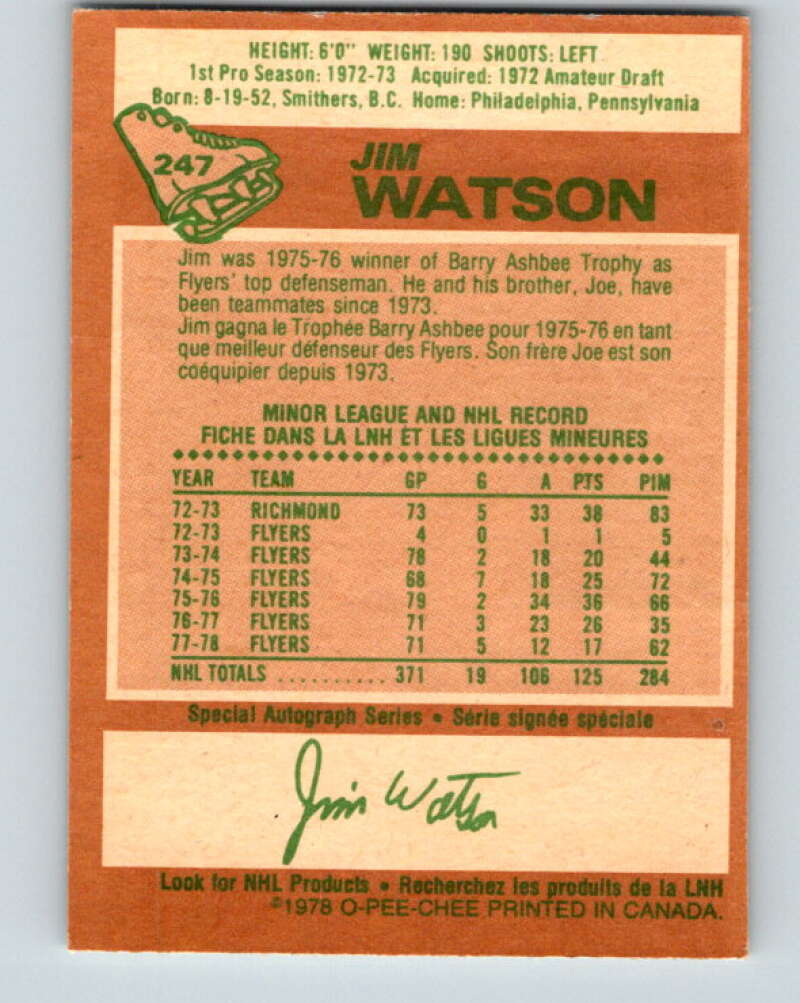 HEIGHT: 6'0" WEIGHT: 190 SHOOTS: LEFT
1st Pro Season: 1972-73 Acquired: 1972 Amateur Draft
Born: 8-19-52, Smithers, B.C. Home: Philadelphia, Pennsylvania
247
JIM
WATSON
Jim was 1975-76 winner of Barry Ashbee Trophy as
Flyers' top defenseman. He and his brother, Joe, have
been teammates since 1973.
Jim gagna le Trophée Barry Ashbee pour 1975-76 en tant
que meilleur défenseur des Flyers. Son frère Joe est son
coéquipier depuis 1973.
MINOR LEAGUE AND NHL RECORD
FICHE DANS LA LNH ET LES LIGUES MINEURES
YEAR TEAM GP G A PTS PIM
72-73 RICHMOND 73 5 33 38 83
72-73 FLYERS 4 0 1 1 5
73-74 FLYERS 78 2 18 20 44
74-75 FLYERS 68 7 18 25 72
75-76 FLYERS 79 2 34 36 66
76-77 FLYERS 71 3 23 26 35
77-78 FLYERS 71 5 12 17 62
NHL TOTALS .......... 371 19 106 125 284
Special Autograph Series • Série signée spéciale
Jim Watson
Look for NHL Products • Recherchez les produits de la LNH
©1978 O-PEE-CHEE PRINTED IN CANADA.